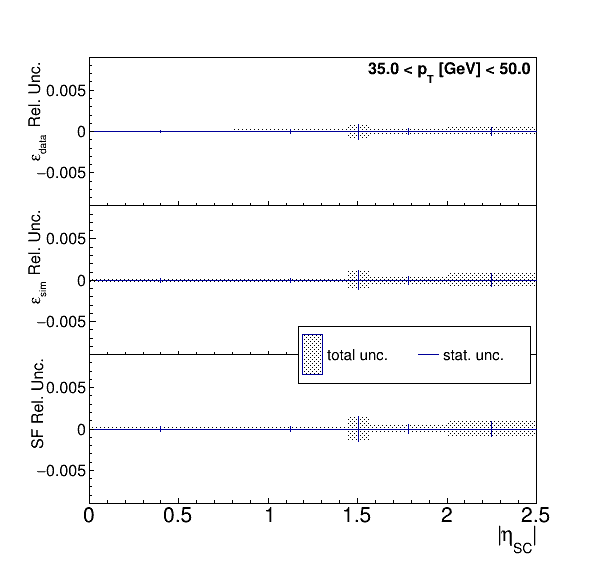 35.0 < p_T [GeV] < 50.0
ε_data Rel. Unc.
0.005
0
−0.005
ε_sim Rel. Unc.
0.005
0
−0.005
total unc. stat. unc.
SF Rel. Unc.
0.005
0
−0.005
0 0.5 1 1.5 2 2.5
|η_SC|